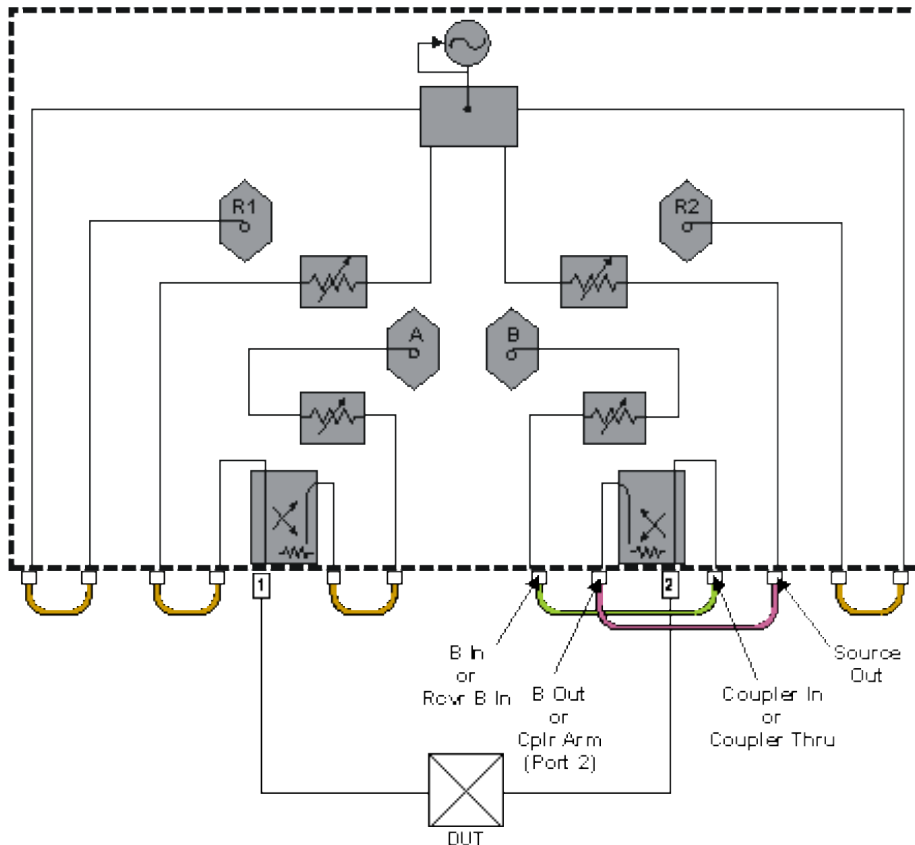 R1
R2
A
B
1
2
B In
or
Rcvr B In
B Out
or
Cplr Arm
(Port 2)
Coupler In
or
Coupler Thru
Source
Out
DUT